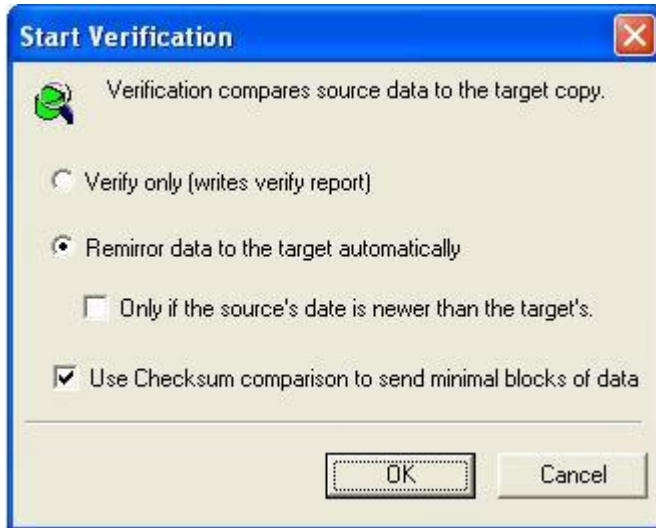 Start Verification
Verification compares source data to the target copy.
Verify only (writes verify report)
Remirror data to the target automatically
Only if the source's date is newer than the target's.
Use Checksum comparison to send minimal blocks of data
OK
Cancel